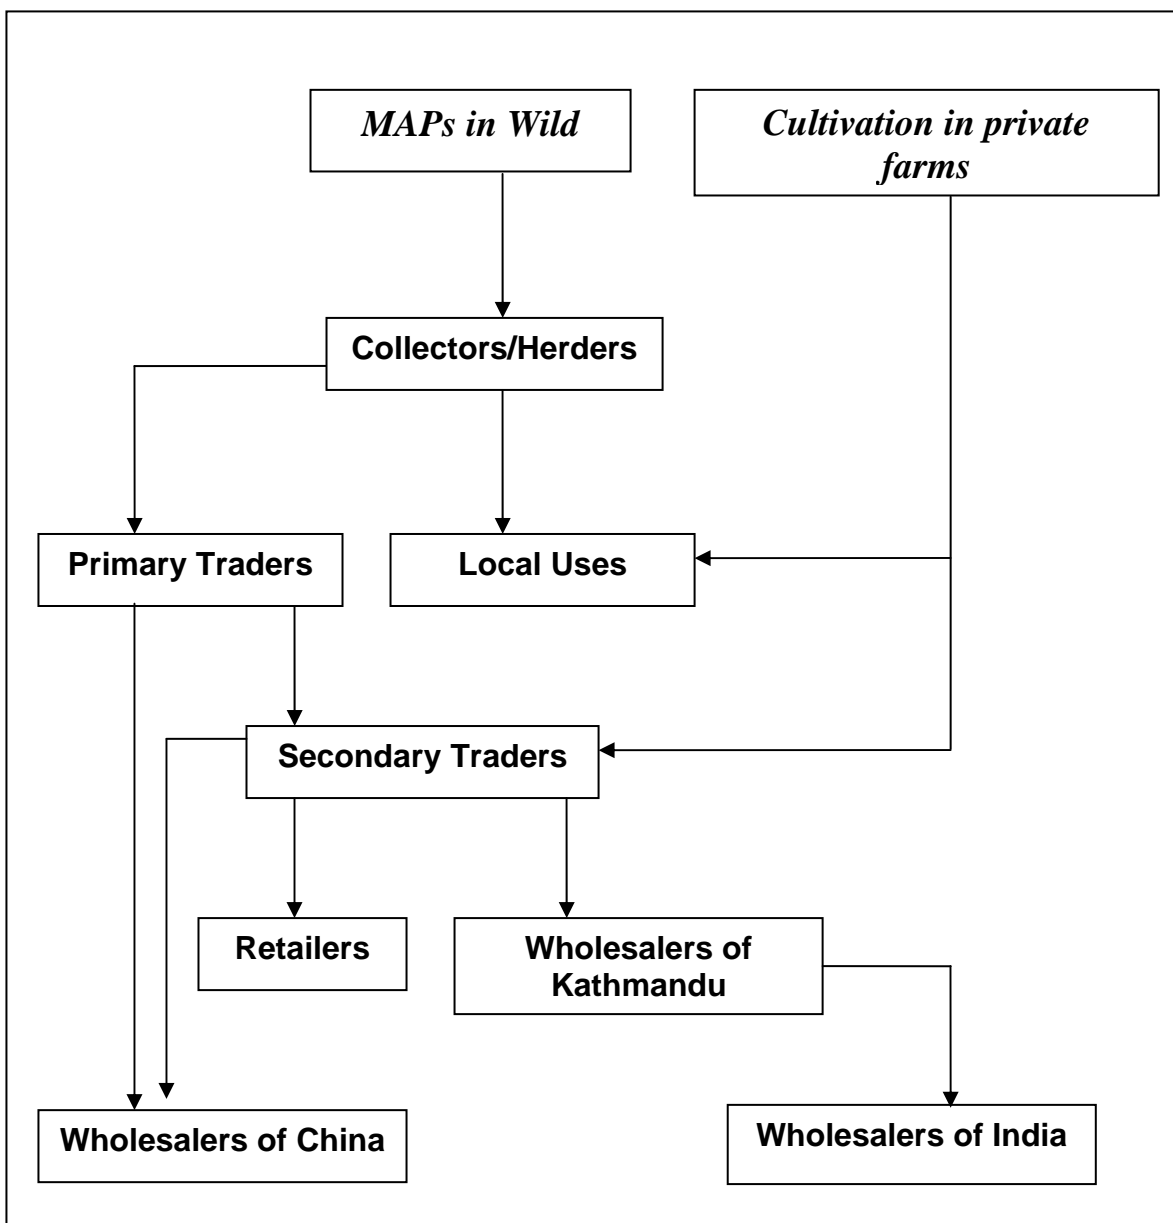 MAPs in Wild
Cultivation in private
farms
Collectors/Herders
Primary Traders
Local Uses
Secondary Traders
Retailers
Wholesalers of
Kathmandu
Wholesalers of China
Wholesalers of India